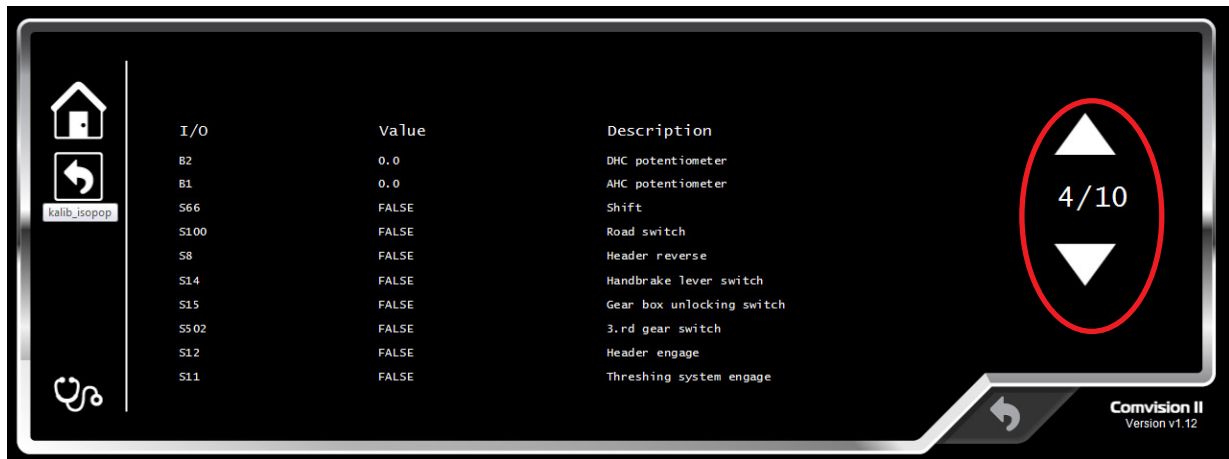 I/O Value Description
B2 0.0 DHC potentiometer
B1 0.0 AHC potentiometer
S66 FALSE Shift
S100 FALSE Road switch
S8 FALSE Header reverse
S14 FALSE Handbrake lever switch
S15 FALSE Gear box unlocking switch
S502 FALSE 3.rd gear switch
S12 FALSE Header engage
S11 FALSE Threshing system engage
kalib_isopop
4/10
Comvision II
Version v1.12